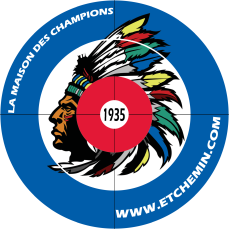 LA MAISON DES CHAMPIONS
1935
WWW.ETCHEMIN.COM